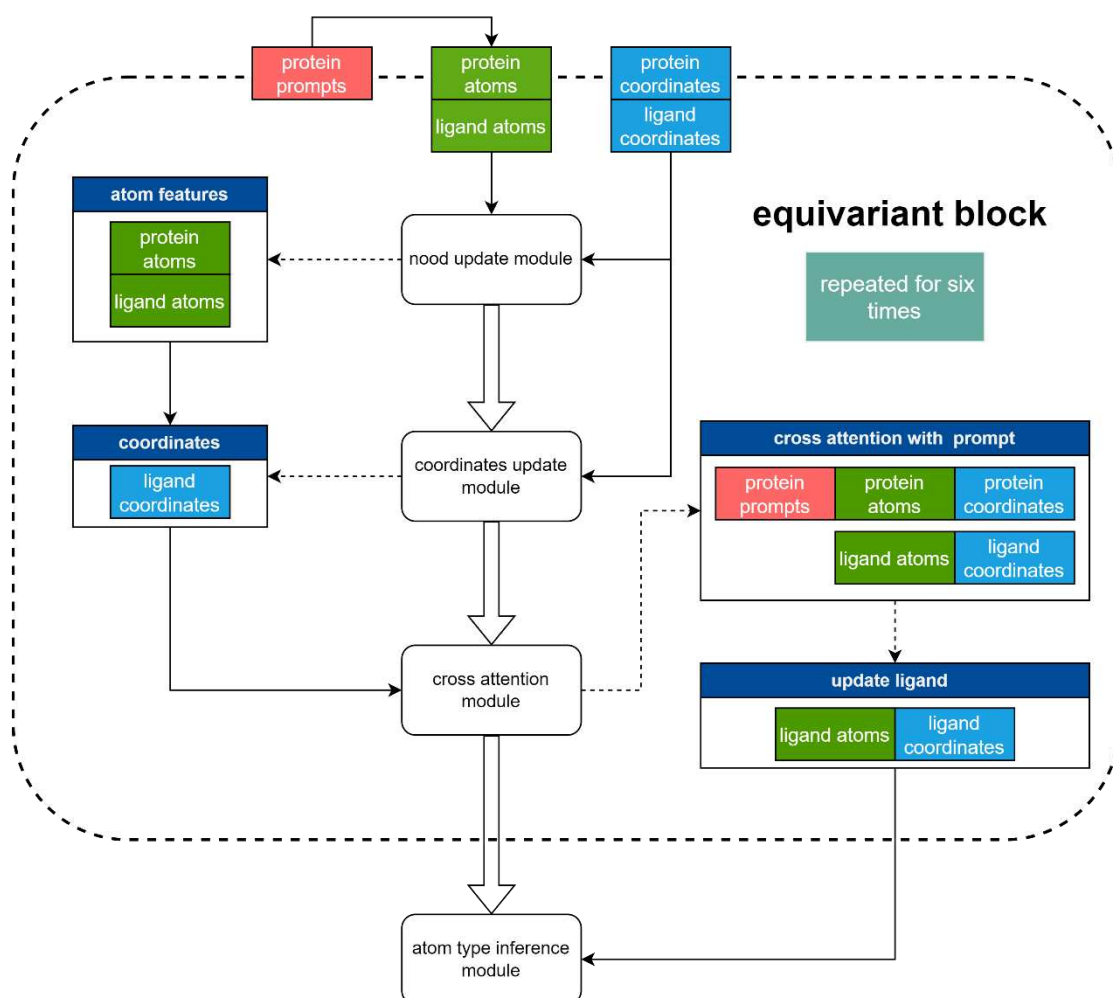 protein
prompts
protein
atoms
ligand atoms
protein
coordinates
ligand
coordinates
atom features
protein
atoms
ligand atoms
nood update module
equivariant block
repeated for six
times
coordinates
ligand
coordinates
coordinates update
module
cross attention with prompt
protein
prompts
protein
atoms
protein
coordinates
ligand atoms
ligand
coordinates
cross attention
module
update ligand
ligand atoms
ligand
coordinates
atom type inference
module